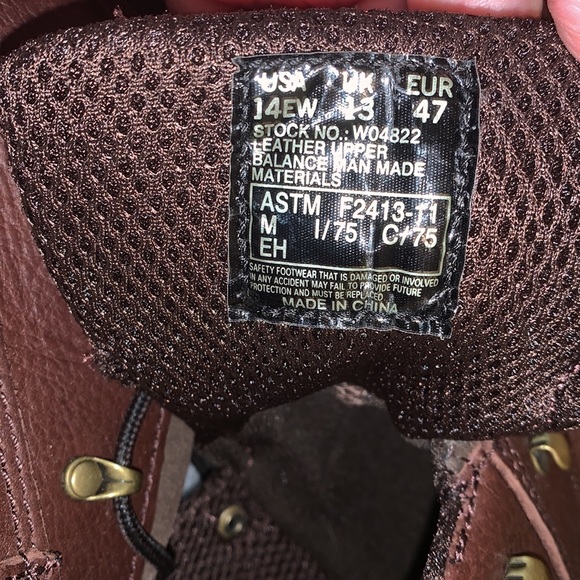 USA UK EUR
14EW 13 47
STOCK NO.: W04822
LEATHER UPPER
BALANCE MAN MADE
MATERIALS
ASTM F2413-11
M I/75 C/75
EH
SAFETY FOOTWEAR THAT IS DAMAGED OR INVOLVED
IN ANY ACCIDENT MAY FAIL TO PROVIDE FUTURE
PROTECTION AND MUST BE REPLACED
MADE IN CHINA